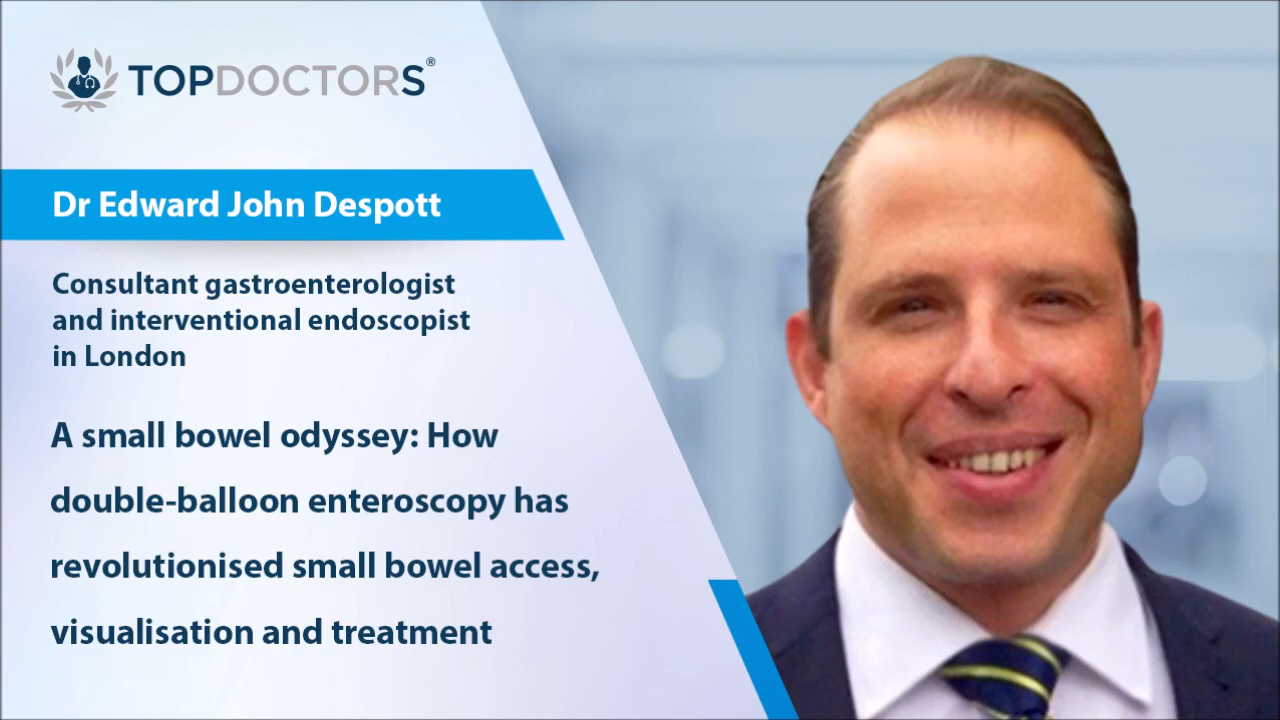 TOPDOCTORS®
Dr Edward John Despott
Consultant gastroenterologist
and interventional endoscopist
in London
A small bowel odyssey: How
double-balloon enteroscopy has
revolutionised small bowel access,
visualisation and treatment